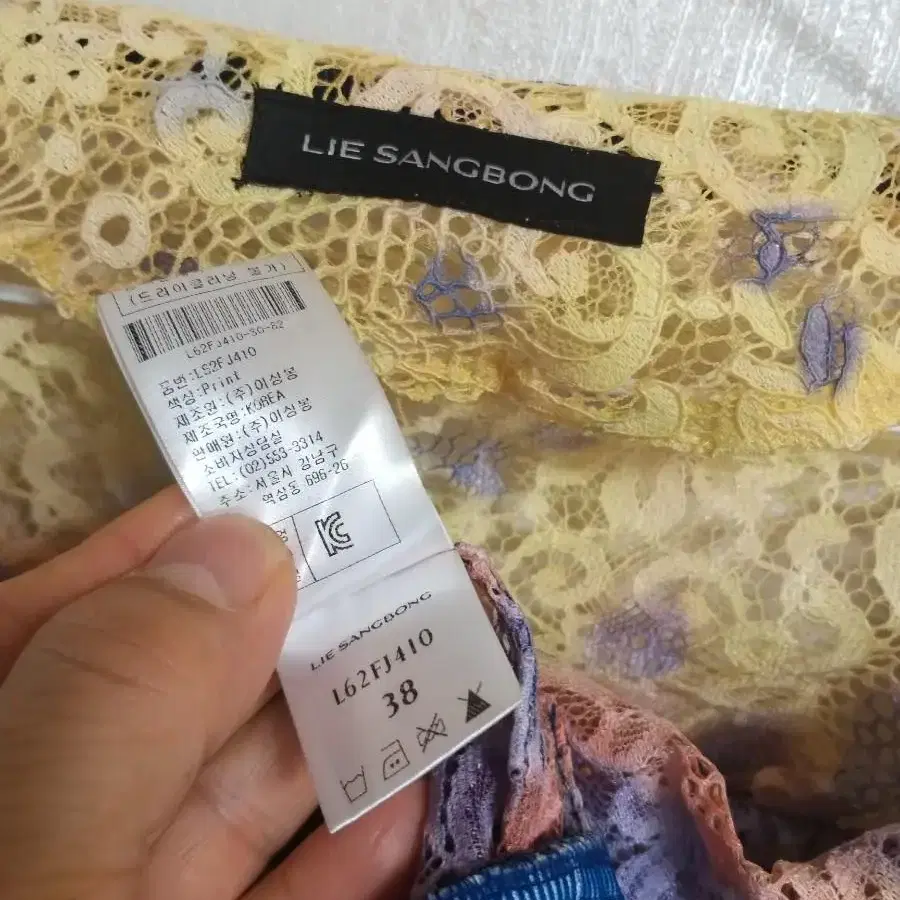 LIE SANGBONG
(드라이클리닝 불가)
L62FJ410-30-82
품번:L62FJ410
색상:Print
제조원:(주)이상봉
제조국명:KOREA
판매원:(주)이상봉
소비자상담실
TEL:(02)553-3314
주소:서울시 강남구
역삼동 696-26
LIE SANGBONG
L62FJ410
38